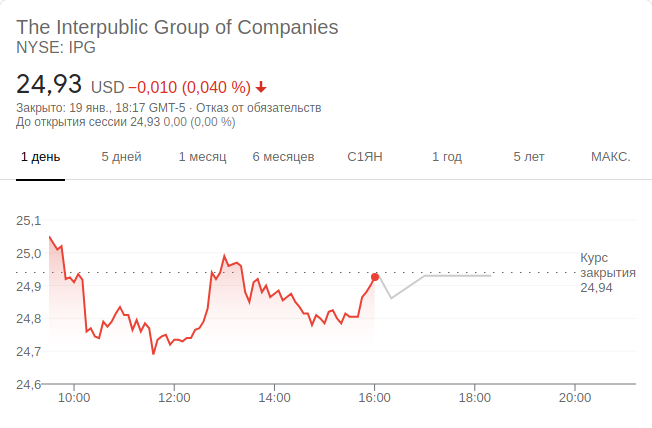 The Interpublic Group of Companies
NYSE: IPG
24,93 USD −0,010 (0,040 %)
Закрыто: 19 янв., 18:17 GMT-5 · Отказ от обязательств
До открытия сессии 24,93 0,00 (0,00 %)
1 день 5 дней 1 месяц 6 месяцев С1ЯН 1 год 5 лет МАКС.
25,1
25,0
24,9
24,8
24,7
24,6
Курс
закрытия
24,94
10:00 12:00 14:00 16:00 18:00 20:00